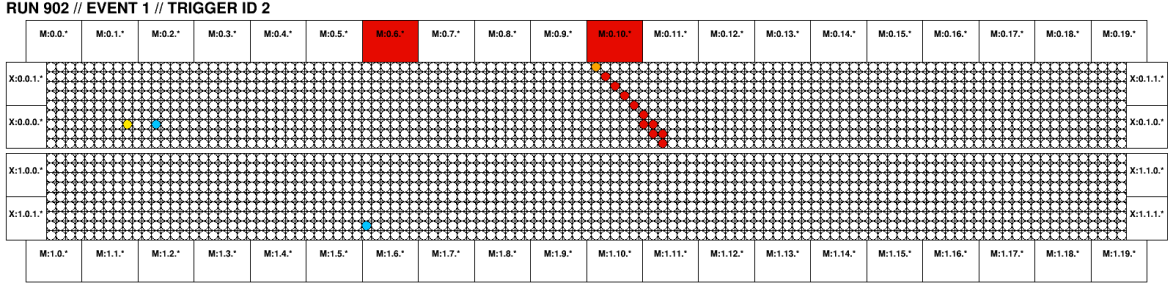 RUN 902 // EVENT 1 // TRIGGER ID 2
M:0.0.* M:0.1.* M:0.2.* M:0.3.* M:0.4.* M:0.5.* M:0.6.* M:0.7.* M:0.8.* M:0.9.* M:0.10.* M:0.11.* M:0.12.* M:0.13.* M:0.14.* M:0.15.* M:0.16.* M:0.17.* M:0.18.* M:0.19.*
X:0.0.1.* X:0.1.1.*
X:0.0.0.* X:0.1.0.*
X:1.0.0.* X:1.1.0.*
X:1.0.1.* X:1.1.1.*
M:1.0.* M:1.1.* M:1.2.* M:1.3.* M:1.4.* M:1.5.* M:1.6.* M:1.7.* M:1.8.* M:1.9.* M:1.10.* M:1.11.* M:1.12.* M:1.13.* M:1.14.* M:1.15.* M:1.16.* M:1.17.* M:1.18.* M:1.19.*